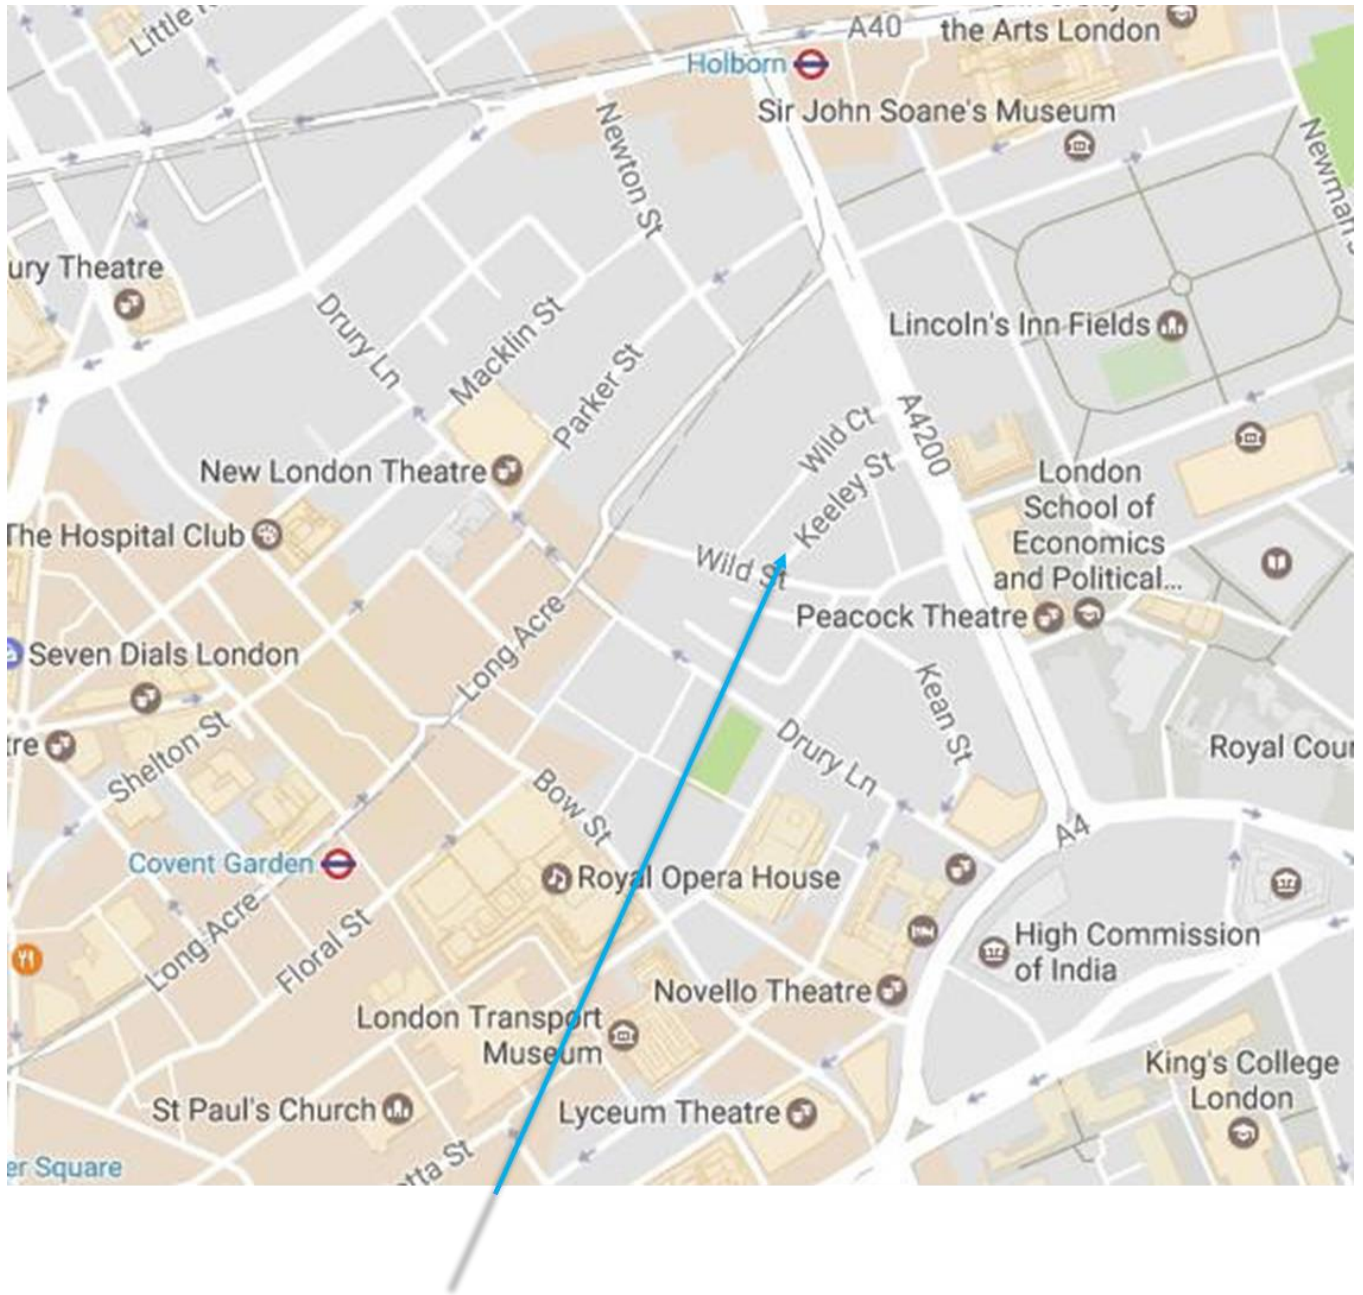 Little
A40
the Arts London
Holborn
Sir John Soane's Museum
Newton St
ury Theatre
Drury Ln
Macklin St
Parker St
Lincoln's Inn Fields
A4200
Wild Ct
Keeley St
New London Theatre
London
School of
Economics
and Political...
The Hospital Club
Wild St
Peacock Theatre
Seven Dials London
Long Acre
Kean St
tre
Shelton St
Drury Ln
Royal Cour
Bow St
A4
Covent Garden
Royal Opera House
Long Acre
Floral St
High Commission
of India
Novello Theatre
London Transport
Museum
King's College
London
St Paul's Church
Lyceum Theatre
er Square
tta St